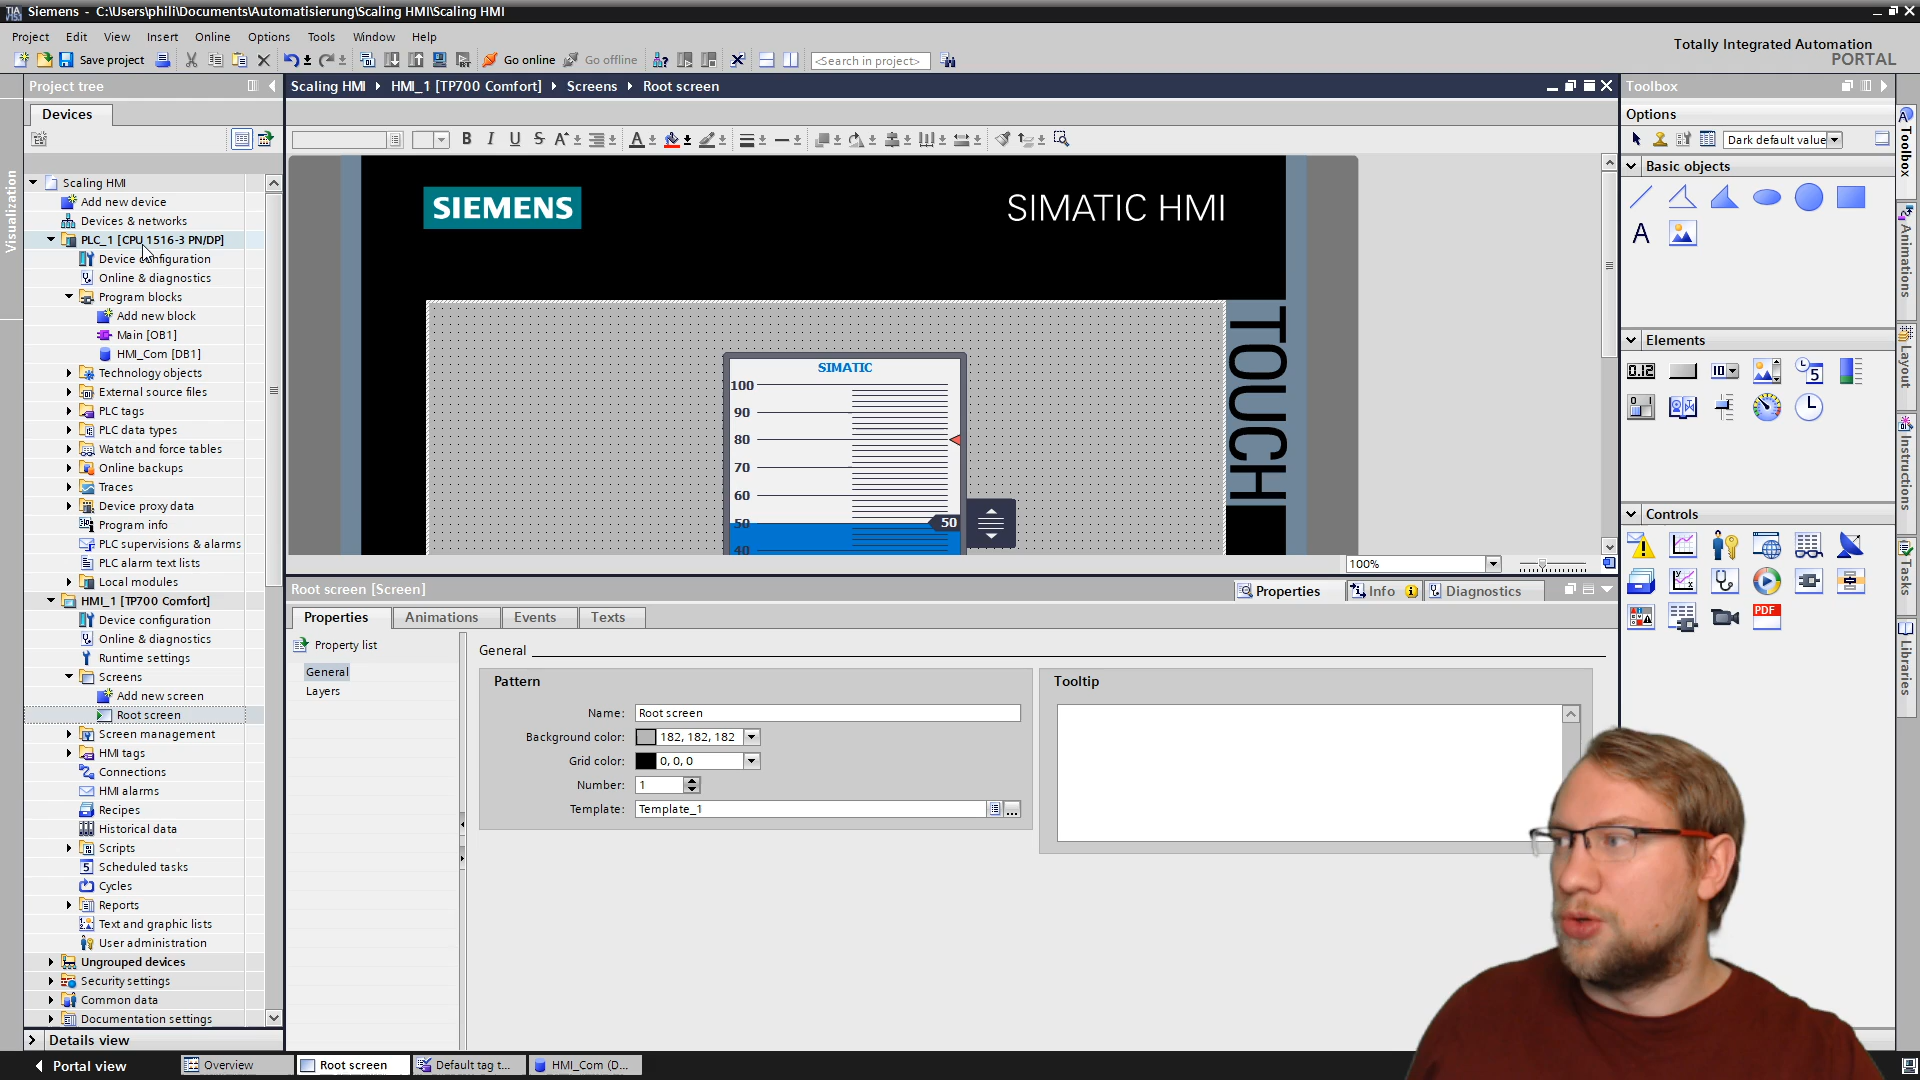 Siemens - C:\Users\phili\Documents\Automatisierung\Scaling HMI\Scaling HMI
Project Edit View Insert Online Options Tools Window Help
Totally Integrated Automation
PORTAL
Save project
Go online
Go offline
<Search in project>
Project tree
Scaling HMI
HMI_1 [TP700 Comfort]
Screens
Root screen
Toolbox
Devices
Options
Dark default value
Visualization
Scaling HMI
Add new device
Devices & networks
PLC_1 [CPU 1516-3 PN/DP]
Device configuration
Online & diagnostics
Program blocks
Add new block
Main [OB1]
HMI_Com [DB1]
Technology objects
External source files
PLC tags
PLC data types
Watch and force tables
Online backups
Traces
Device proxy data
Program info
PLC supervisions & alarms
PLC alarm text lists
Local modules
HMI_1 [TP700 Comfort]
Device configuration
Online & diagnostics
Runtime settings
Screens
Add new screen
Root screen
Screen management
HMI tags
Connections
HMI alarms
Recipes
Historical data
Scripts
Scheduled tasks
Cycles
Reports
Text and graphic lists
User administration
Ungrouped devices
Security settings
Common data
Documentation settings
Details view
SIEMENS
SIMATIC HMI
TOUCH
SIMATIC
100
90
80
70
60
50
50
40
100%
Root screen [Screen]
Properties
Info
Diagnostics
Properties
Animations
Events
Texts
Property list
General
Layers
General
Pattern
Name: Root screen
Background color: 182, 182, 182
Grid color: 0, 0, 0
Number: 1
Template: Template_1
Tooltip
Basic objects
Elements
Controls
PDF
Toolbox
Animations
Layout
Instructions
Tasks
Libraries
Portal view
Overview
Root screen
Default tag t...
HMI_Com (D...